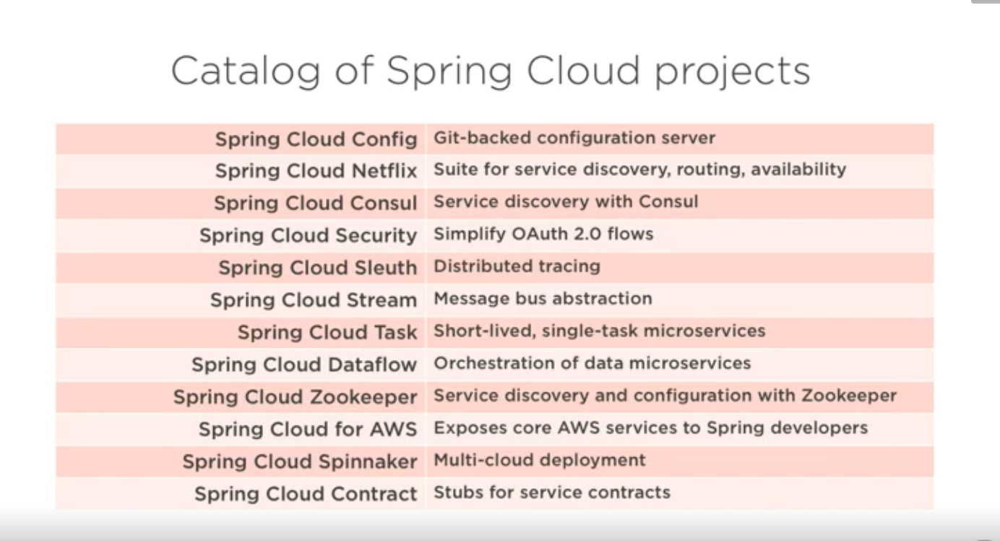 Catalog of Spring Cloud projects
Spring Cloud Config Git-backed configuration server
Spring Cloud Netflix Suite for service discovery, routing, availability
Spring Cloud Consul Service discovery with Consul
Spring Cloud Security Simplify OAuth 2.0 flows
Spring Cloud Sleuth Distributed tracing
Spring Cloud Stream Message bus abstraction
Spring Cloud Task Short-lived, single-task microservices
Spring Cloud Dataflow Orchestration of data microservices
Spring Cloud Zookeeper Service discovery and configuration with Zookeeper
Spring Cloud for AWS Exposes core AWS services to Spring developers
Spring Cloud Spinnaker Multi-cloud deployment
Spring Cloud Contract Stubs for service contracts